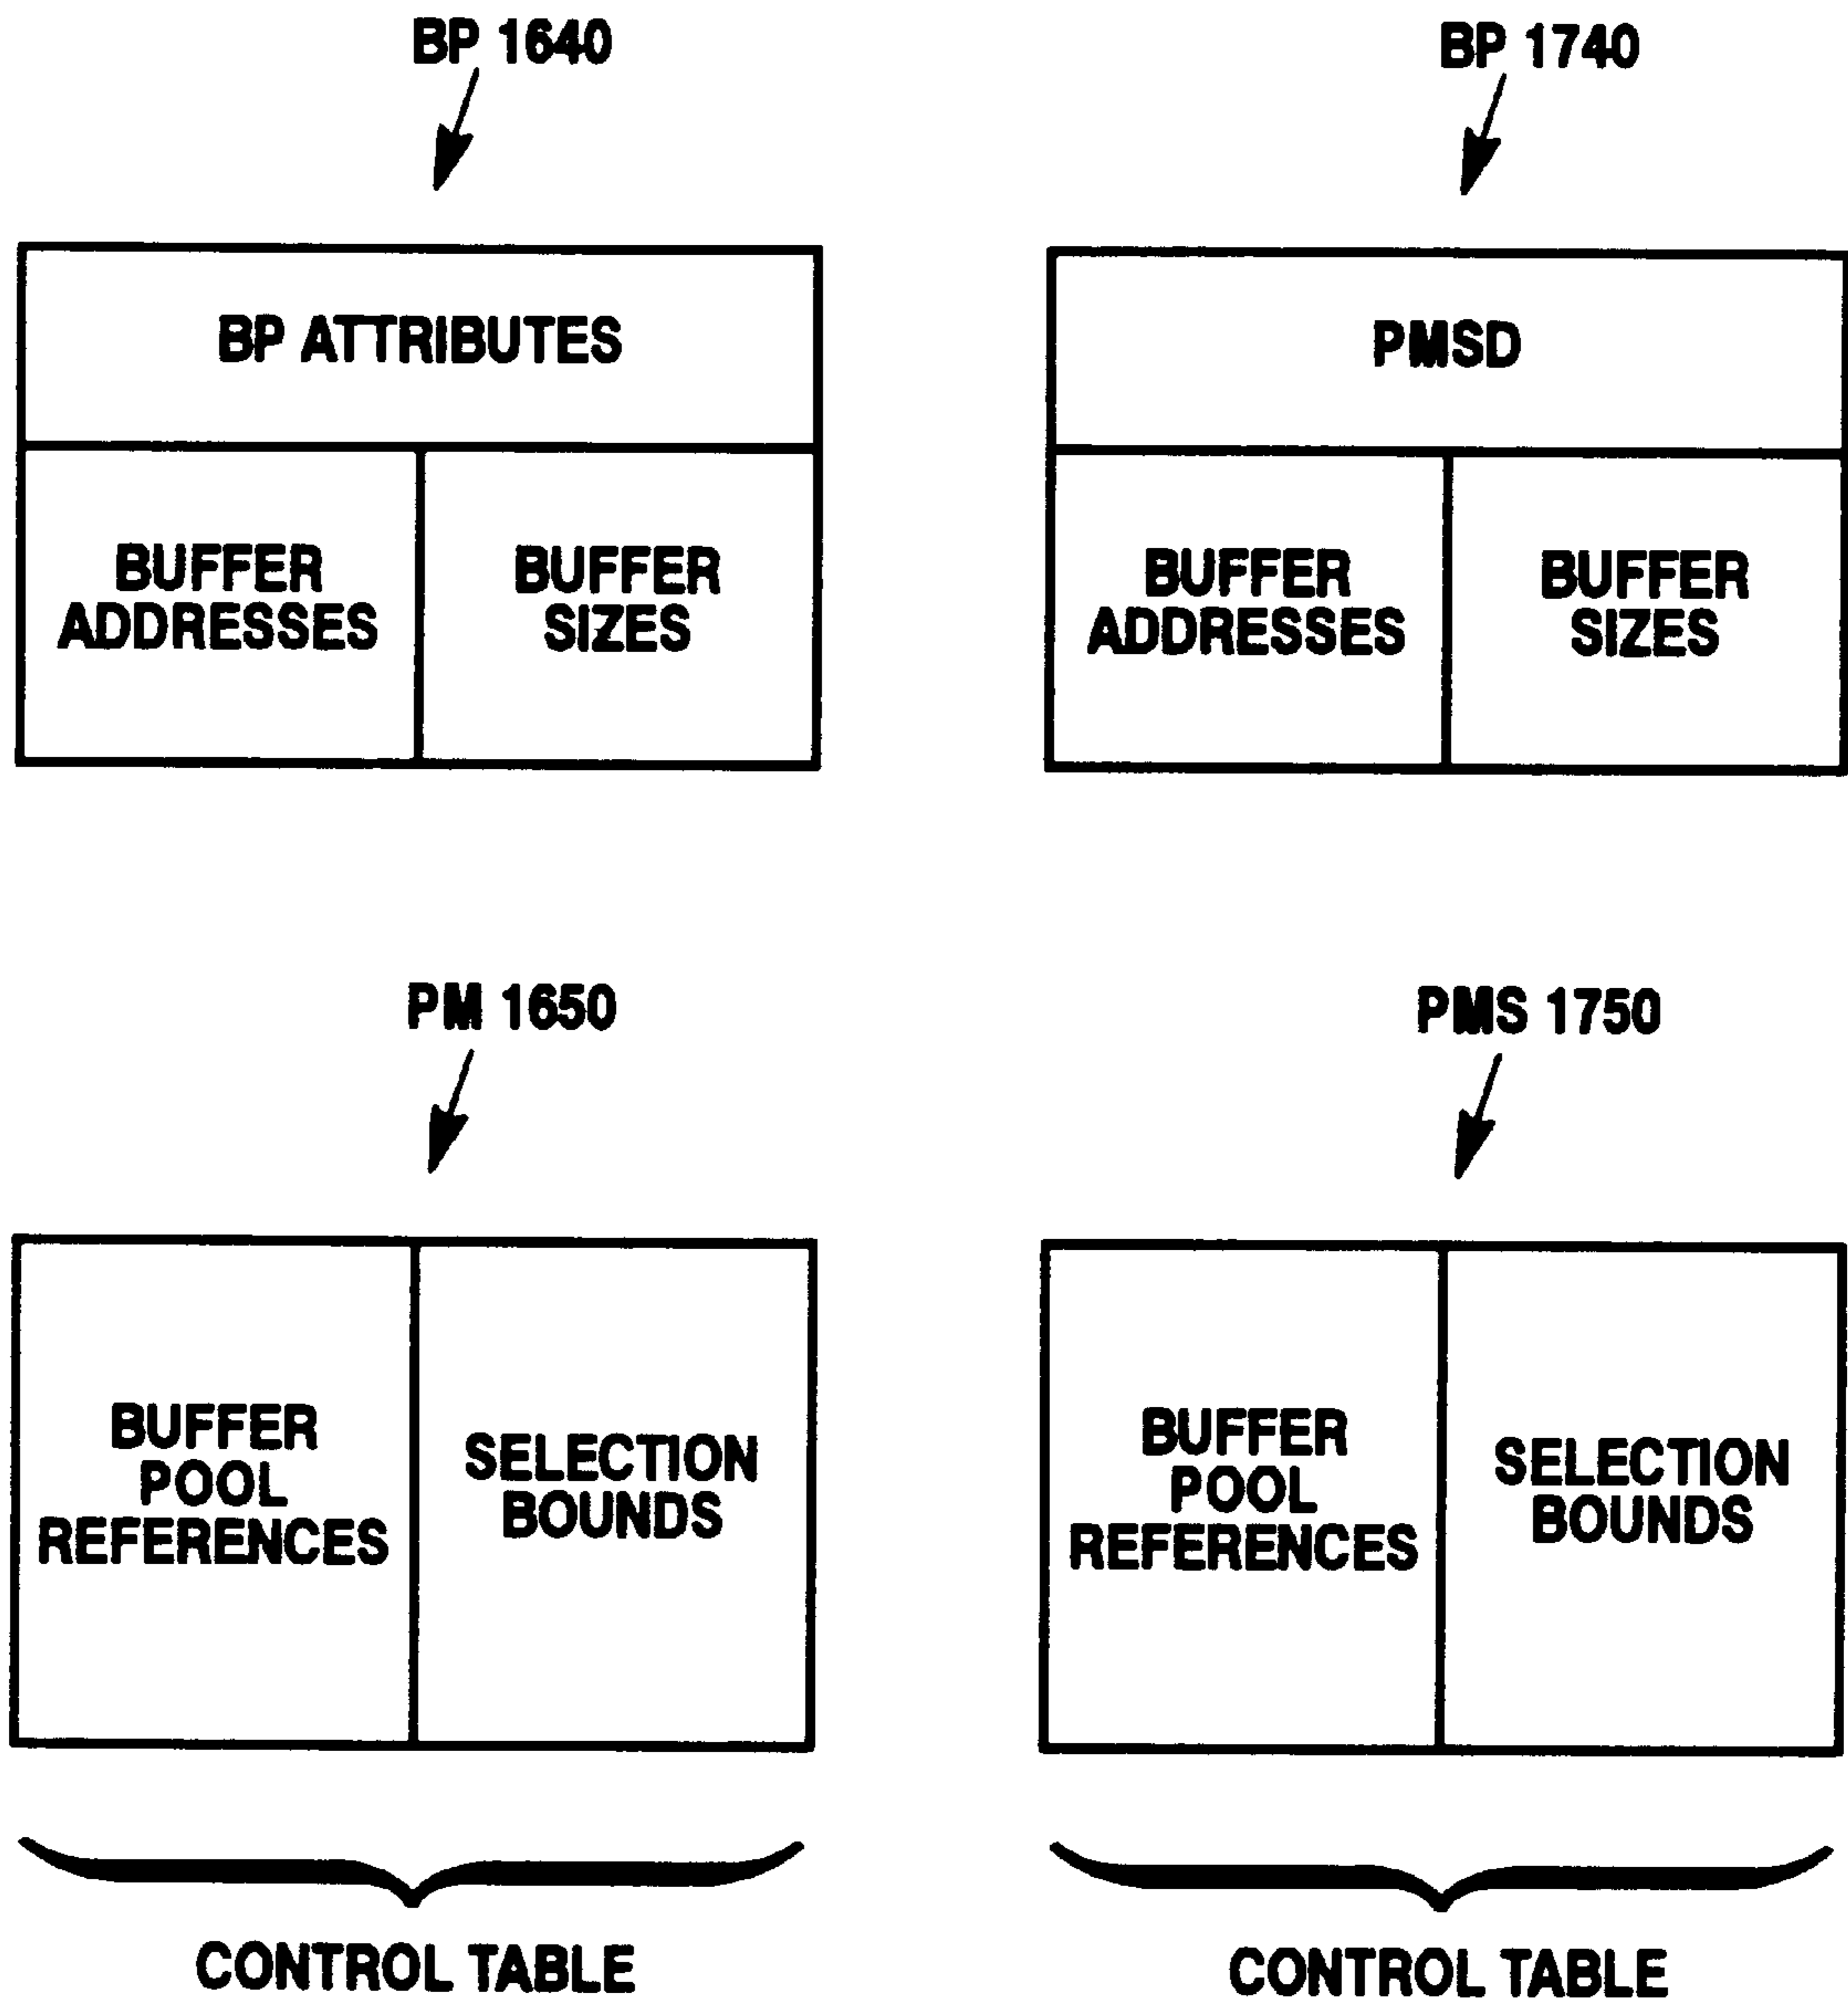 BP 1640
BP ATTRIBUTES
BUFFER
ADDRESSES
BUFFER
SIZES
BP 1740
PMSD
BUFFER
ADDRESSES
BUFFER
SIZES
PM 1650
BUFFER
POOL
REFERENCES
SELECTION
BOUNDS
CONTROL TABLE
PMS 1750
BUFFER
POOL
REFERENCES
SELECTION
BOUNDS
CONTROL TABLE